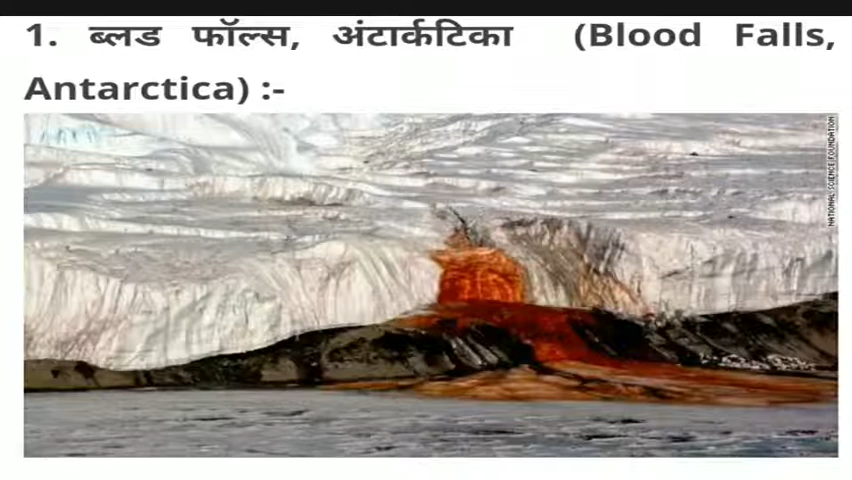 1. ब्लड फॉल्स, अंटार्कटिका (Blood Falls,
Antarctica) :-
NATIONAL SCIENCE FOUNDATION